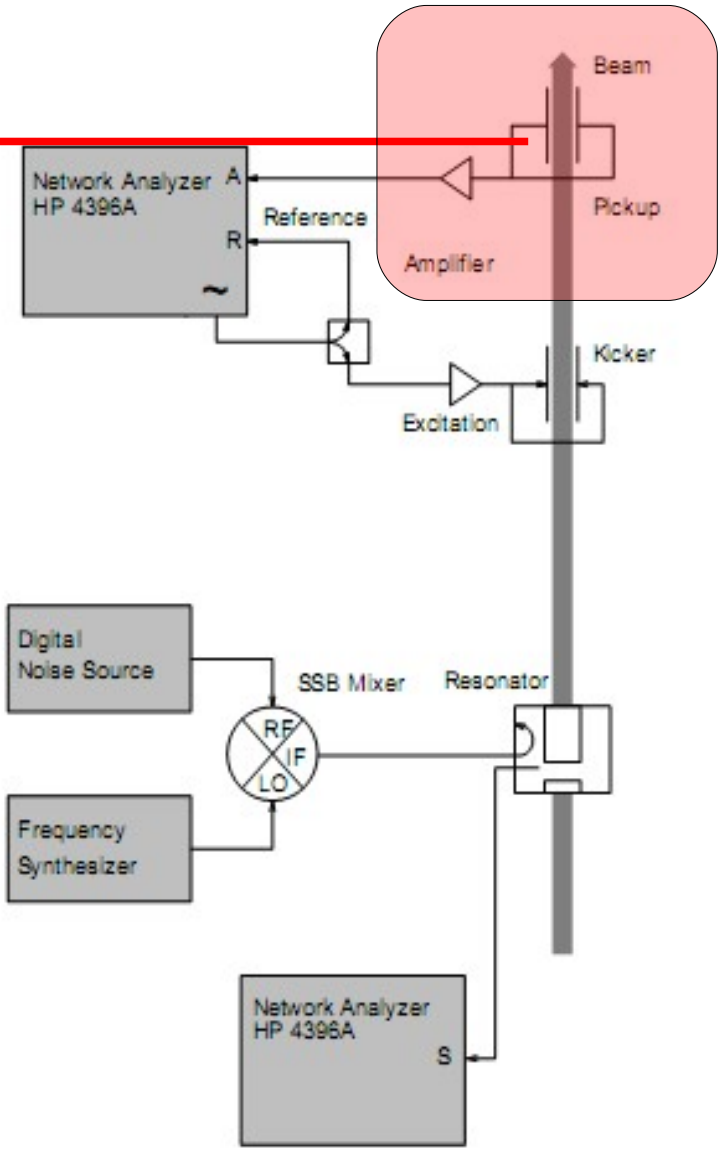 Beam
Network Analyzer A
HP 4396A
Pickup
Reference
R
Amplifier
~
Kicker
Excitation
Digital
Noise Source
SSB Mixer
Resonator
RF
IF
LO
Frequency
Synthesizer
Network Analyzer
HP 4396A
S